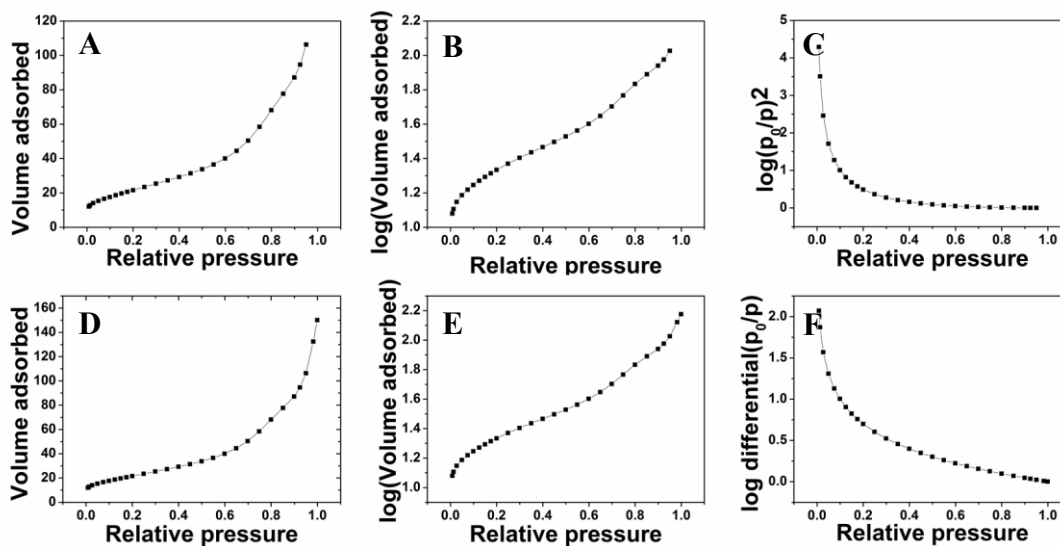 A
Volume adsorbed
120
100
80
60
40
20
0
0.0 0.2 0.4 0.6 0.8 1.0
Relative pressure
B
log(Volume adsorbed)
2.2
2.0
1.8
1.6
1.4
1.2
1.0
0.0 0.2 0.4 0.6 0.8 1.0
Relative pressure
C
log(p0/p)2
5
4
3
2
1
0
0.0 0.2 0.4 0.6 0.8 1.0
Relative pressure
D
Volume adsorbed
160
140
120
100
80
60
40
20
0
0.0 0.2 0.4 0.6 0.8 1.0
Relative pressure
E
log(Volume adsorbed)
2.2
2.0
1.8
1.6
1.4
1.2
1.0
0.0 0.2 0.4 0.6 0.8 1.0
Relative pressure
F
log differential(p0/p)
2.0
1.5
1.0
0.5
0.0
0.0 0.2 0.4 0.6 0.8 1.0
Relative pressure